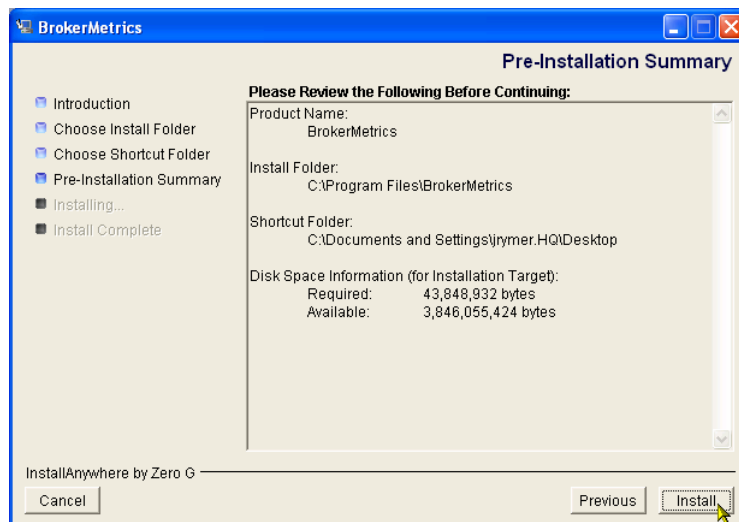 BrokerMetrics
Pre-Installation Summary
Introduction
Choose Install Folder
Choose Shortcut Folder
Pre-Installation Summary
Installing...
Install Complete
Please Review the Following Before Continuing:
Product Name:
BrokerMetrics
Install Folder:
C:\Program Files\BrokerMetrics
Shortcut Folder:
C:\Documents and Settings\jrymer.HQ\Desktop
Disk Space Information (for Installation Target):
Required: 43,848,932 bytes
Available: 3,846,055,424 bytes
InstallAnywhere by Zero G
Cancel
Previous
Install